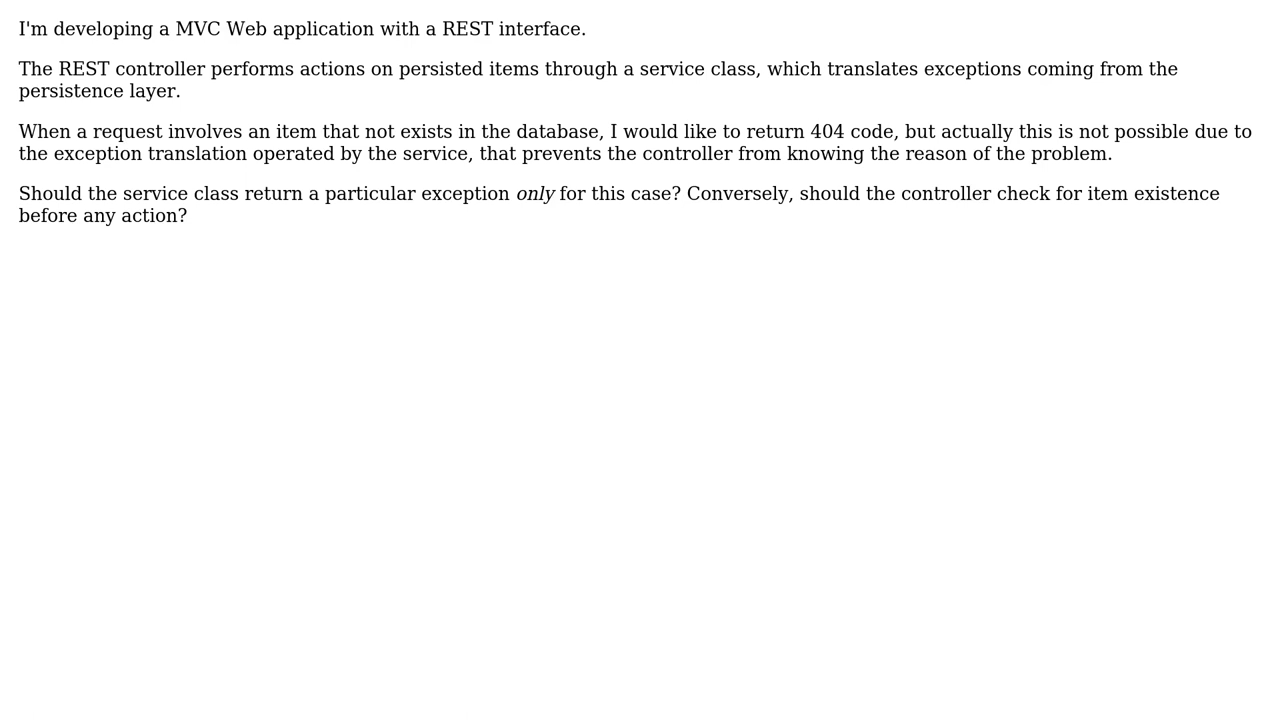 I'm developing a MVC Web application with a REST interface.
The REST controller performs actions on persisted items through a service class, which translates exceptions coming from the
persistence layer.
When a request involves an item that not exists in the database, I would like to return 404 code, but actually this is not possible due to
the exception translation operated by the service, that prevents the controller from knowing the reason of the problem.
Should the service class return a particular exception only for this case? Conversely, should the controller check for item existence
before any action?